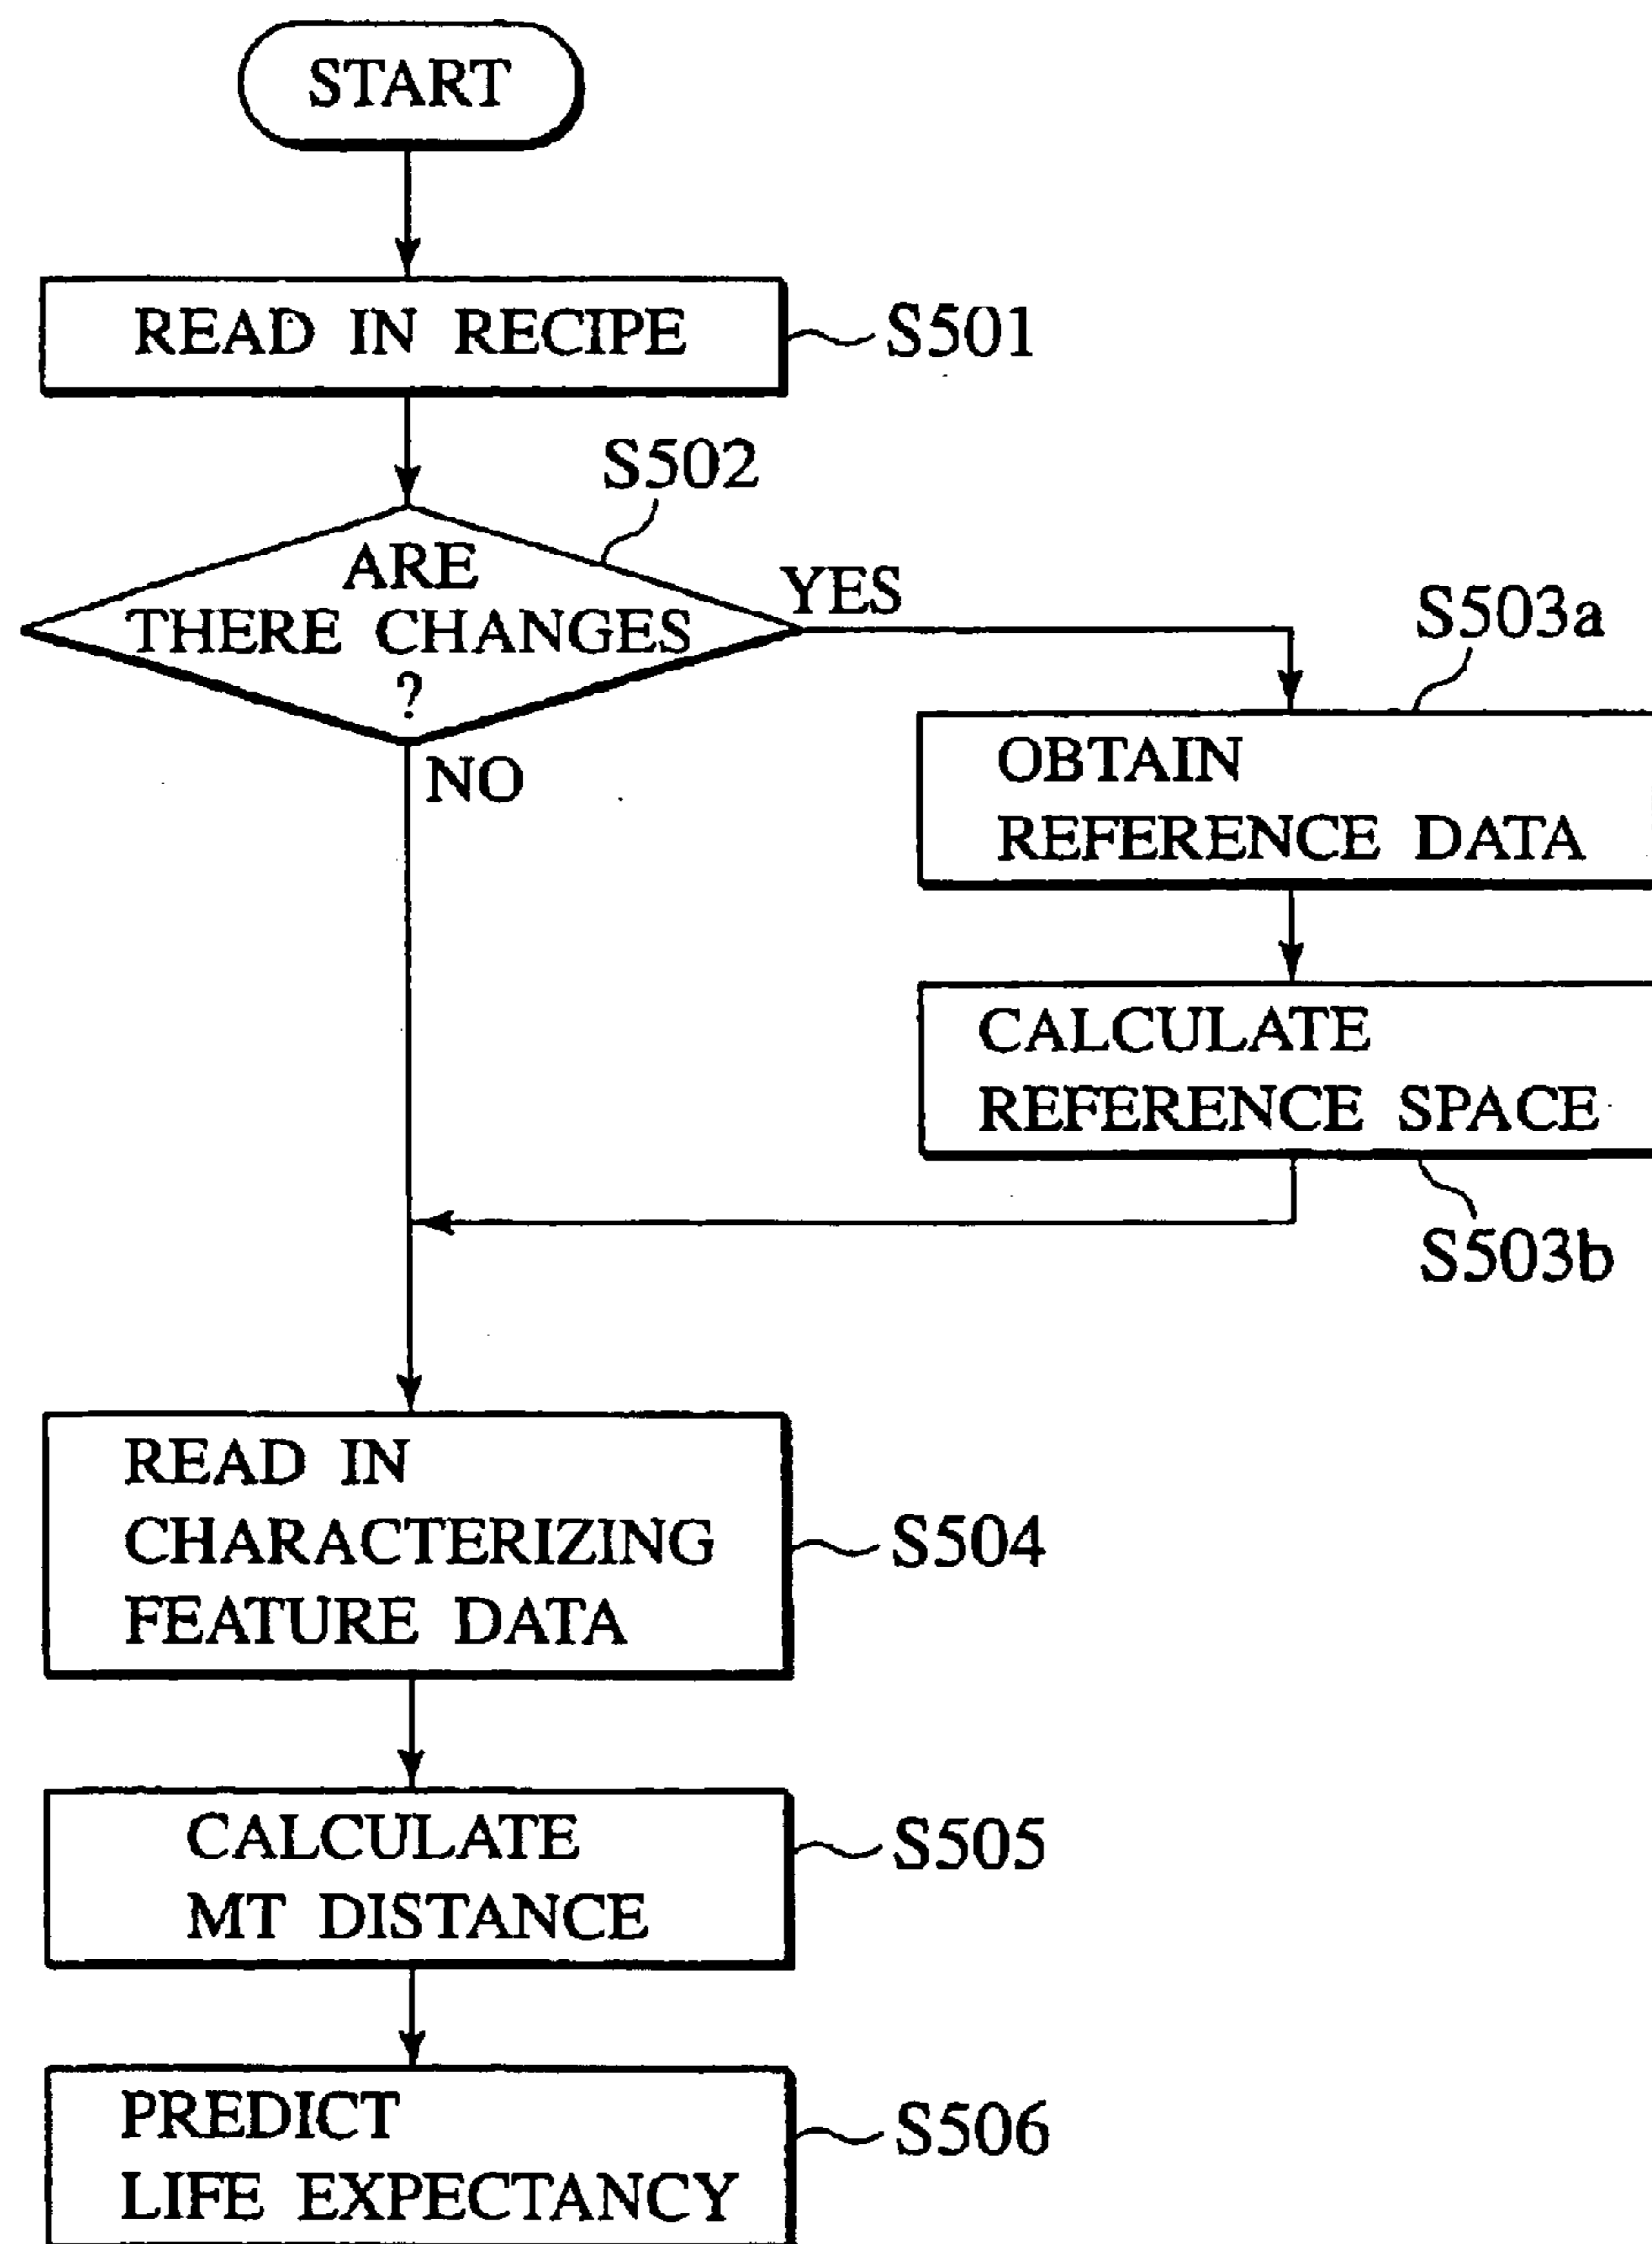 START
READ IN RECIPE
S501
S502
ARE
THERE CHANGES
?
YES
NO
S503a
OBTAIN
REFERENCE DATA
CALCULATE
REFERENCE SPACE
S503b
READ IN
CHARACTERIZING
FEATURE DATA
S504
CALCULATE
MT DISTANCE
S505
PREDICT
LIFE EXPECTANCY
S506